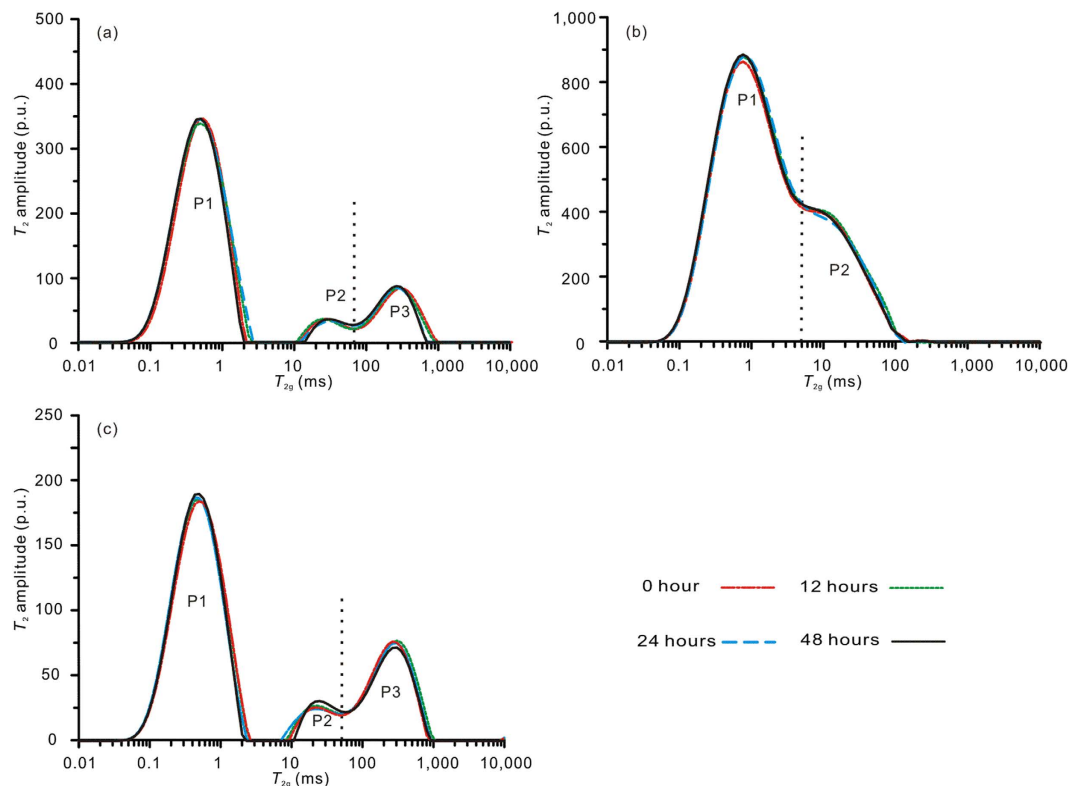 (a)
500
400
300
200
100
0
T2 amplitude (p.u.)
P1
P2
P3
0.01 0.1 1 10 100 1,000 10,000
T2g (ms)
(b)
1,000
800
600
400
200
0
T2 amplitude (p.u.)
P1
P2
0.01 0.1 1 10 100 1,000 10,000
T2g (ms)
(c)
250
200
150
100
50
0
T2 amplitude (p.u.)
P1
P2
P3
0.01 0.1 1 10 100 1,000 10,000
T2g (ms)
0 hour 12 hours
24 hours 48 hours